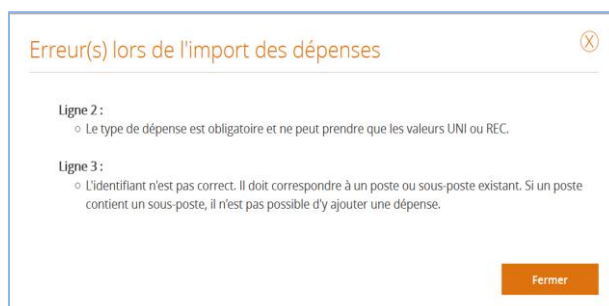 Erreur(s) lors de l'import des dépenses
X
Ligne 2 :
○ Le type de dépense est obligatoire et ne peut prendre que les valeurs UNI ou REC.
Ligne 3 :
○ L'identifiant n'est pas correct. Il doit correspondre à un poste ou sous-poste existant. Si un poste
contient un sous-poste, il n'est pas possible d'y ajouter une dépense.
Fermer